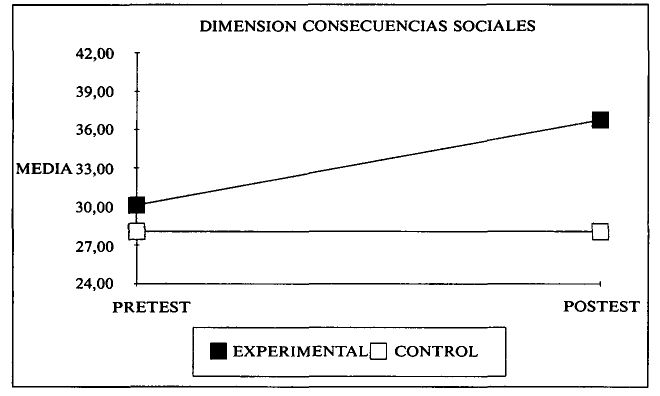 DIMENSION CONSECUENCIAS SOCIALES
42,00
39,00
36,00
MEDIA 33,00
30,00
27,00
24,00
PRETEST POSTEST
EXPERIMENTAL CONTROL